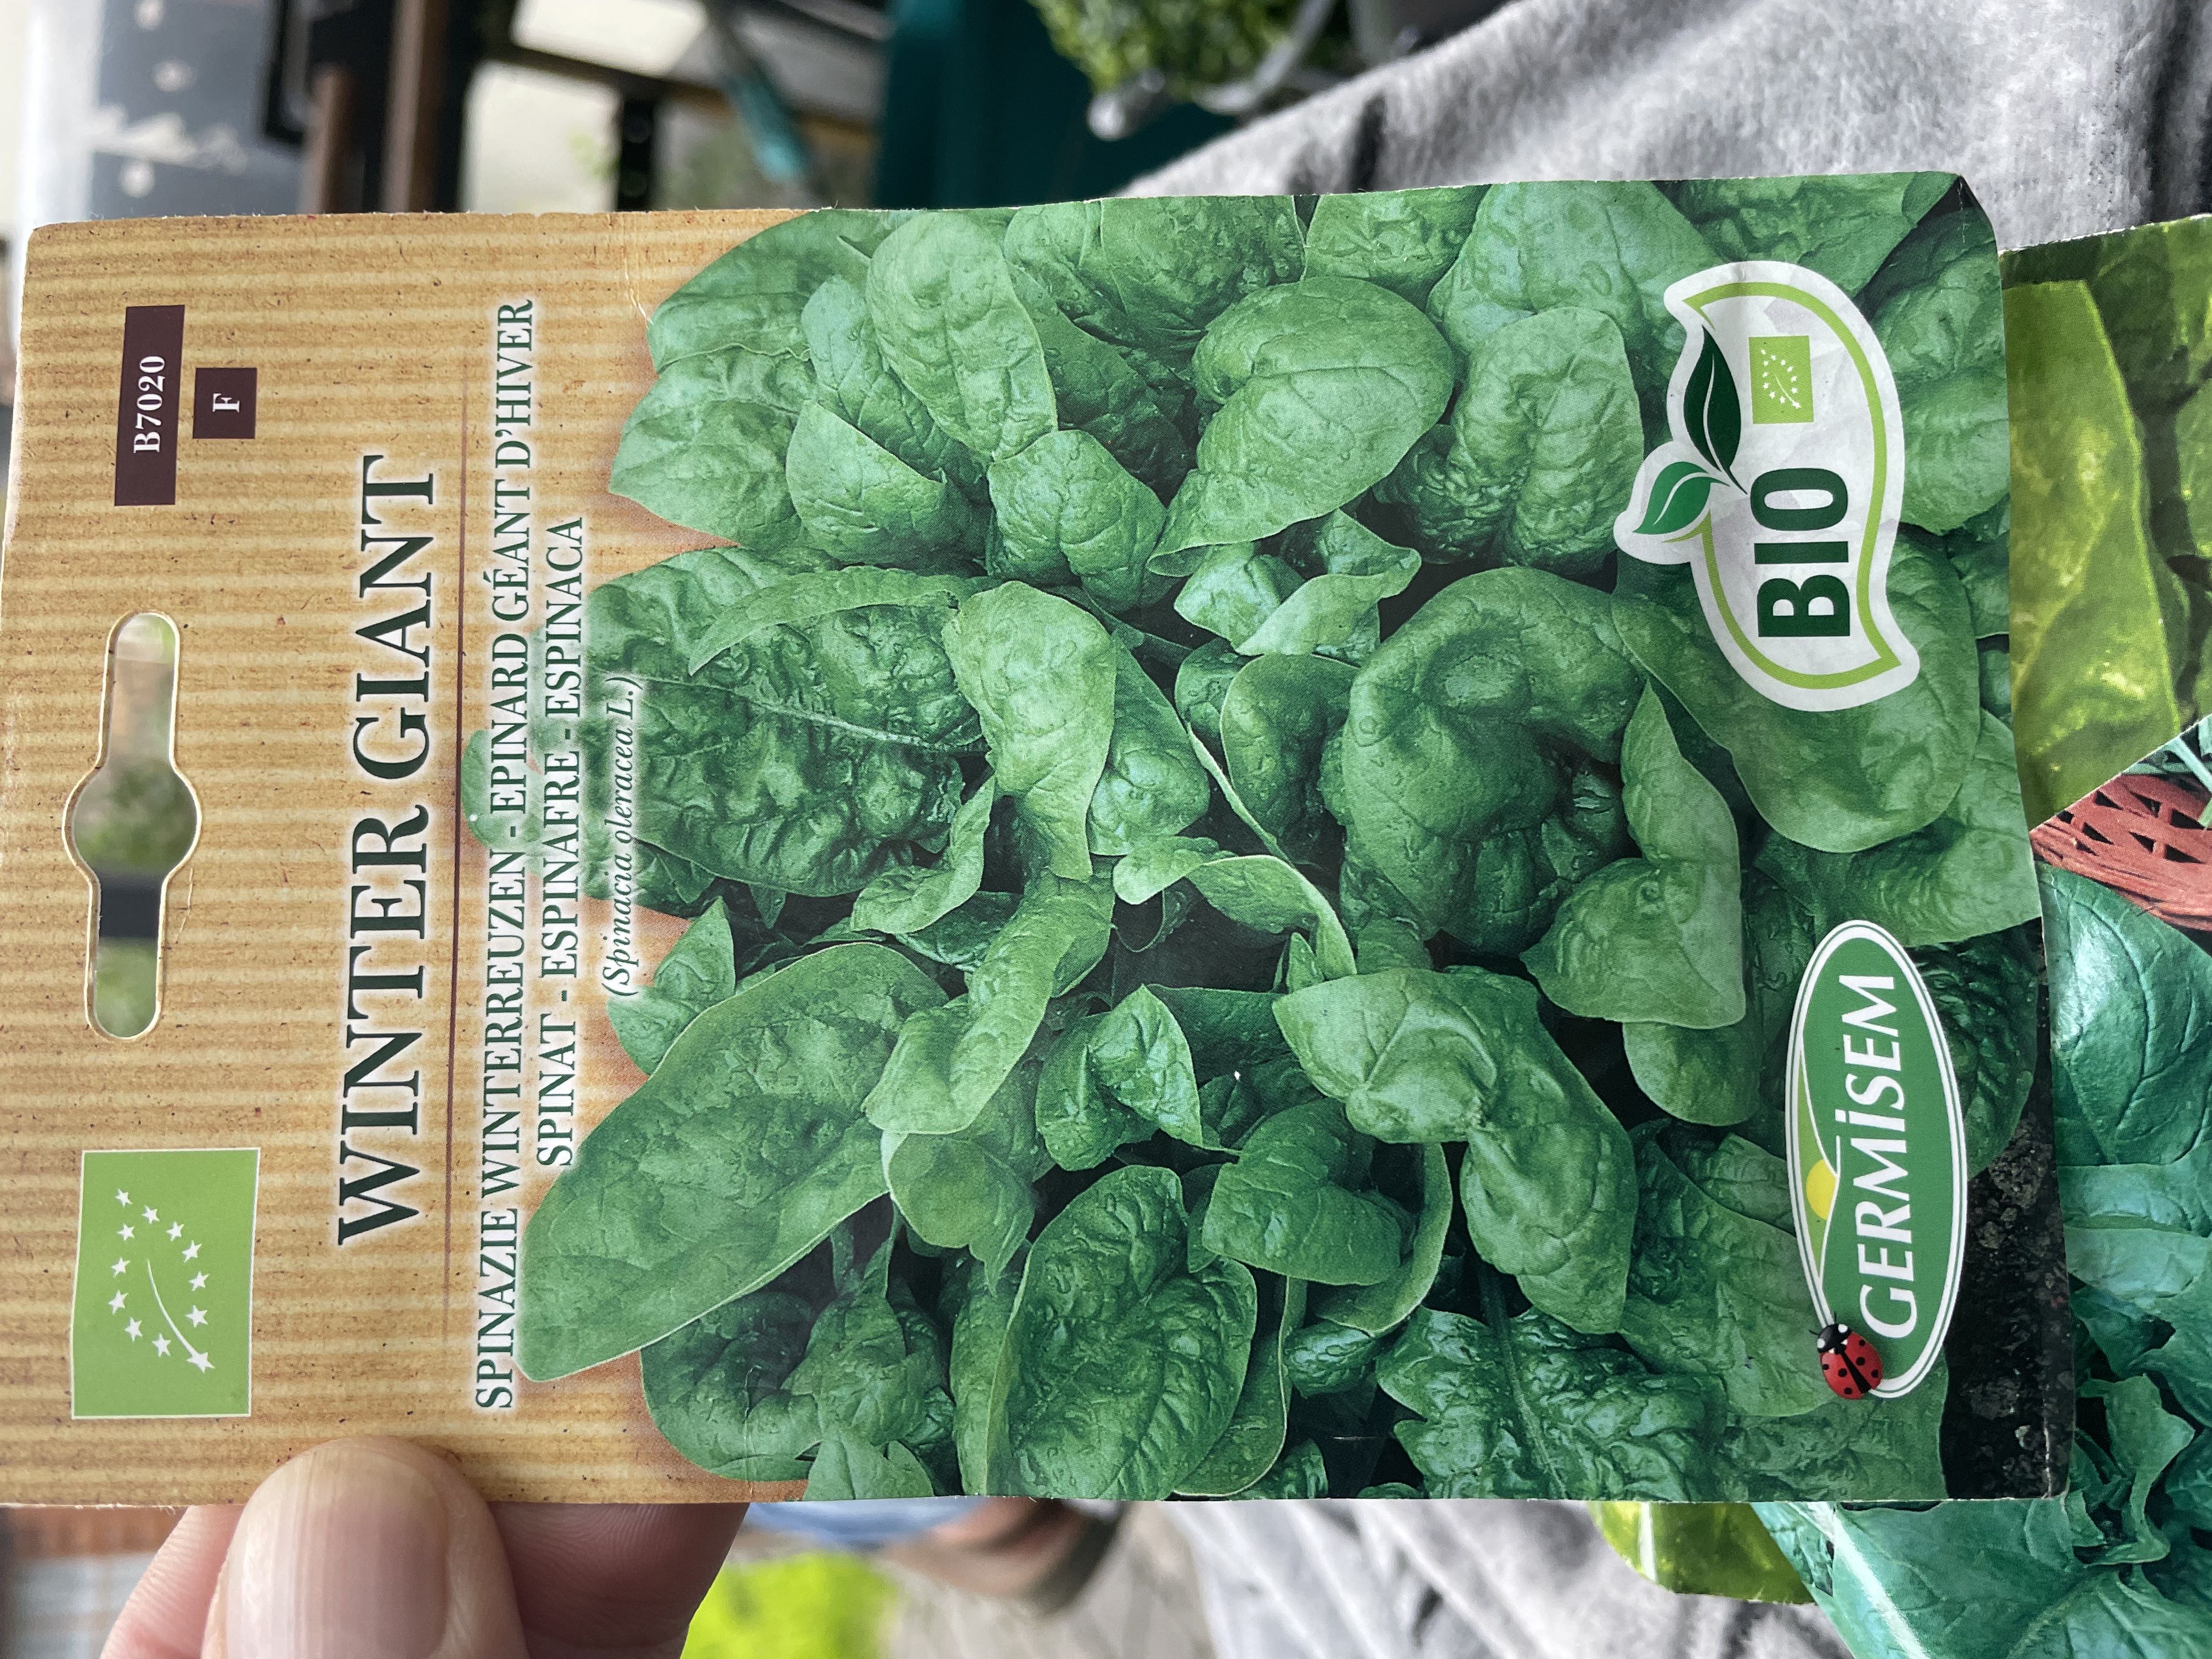 B7020
F
WINTER GIANT
SPINAZIE WINTERREUZEN - EPINARD GÉANT D'HIVER
SPINAT - ESPINAFRE - ESPINACA
(Spinacia oleracea L.)
BIO
GERMISEM